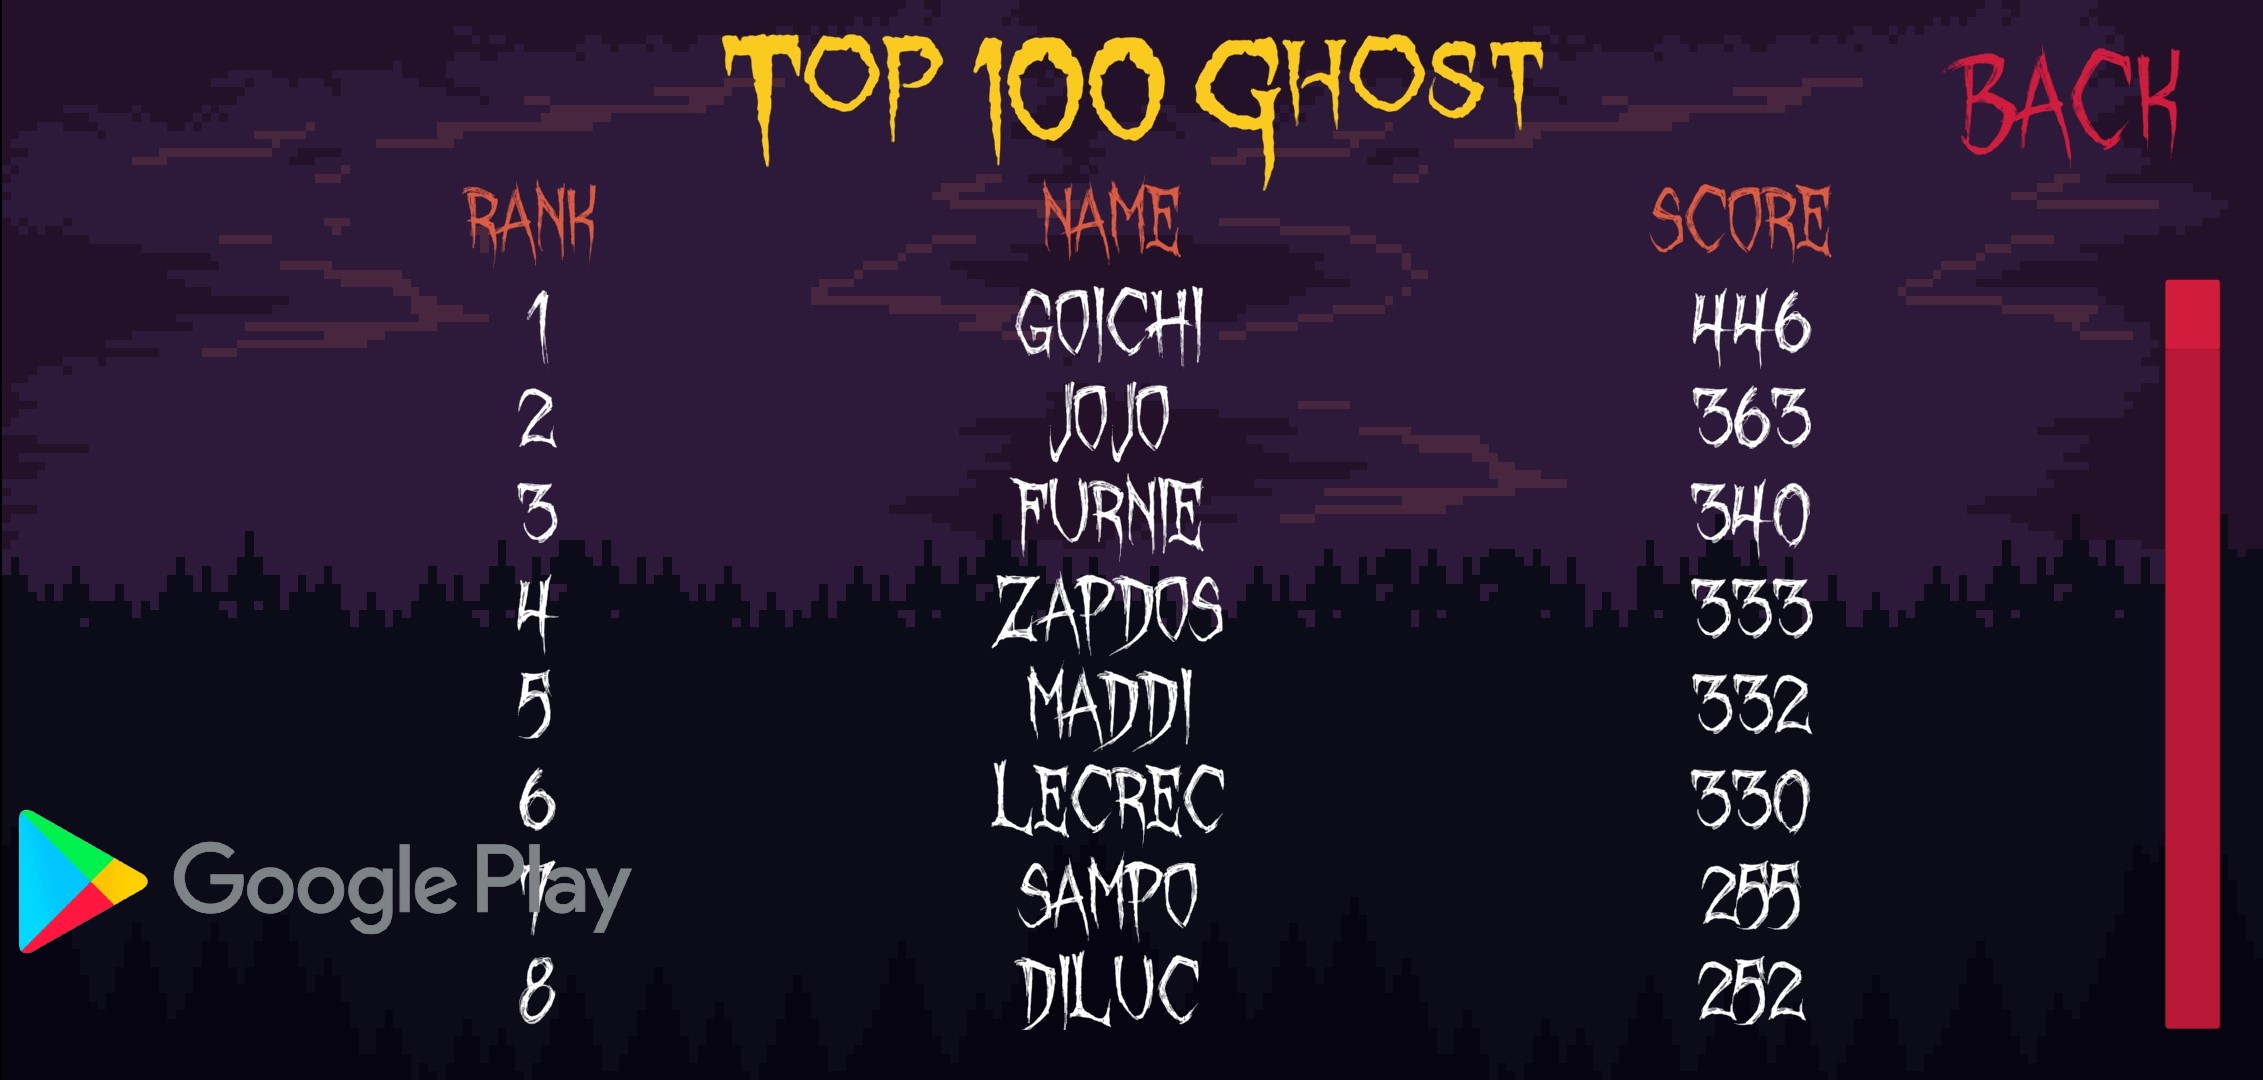 TOP 100 GHOST
BACK
RANK NAME SCORE
1 GOICHI 446
2 JOJO 363
3 FURNIE 340
4 ZAPDOS 333
5 MADDI 332
6 LECREC 330
7 SAMPO 255
Google Play
8 DILUC 252